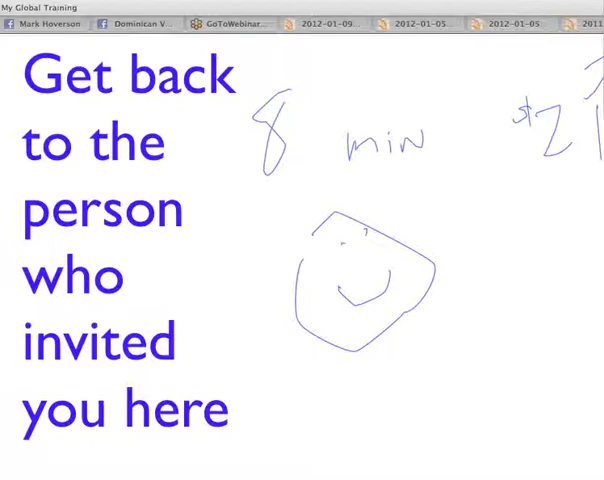 My Global Training
Mark Hoverson Dominican V... GoToWebinar... 2012-01-09... 2012-01-05... 2012-01-05... 2011
Get back
to the
person
who
invited
you here
8 min $21